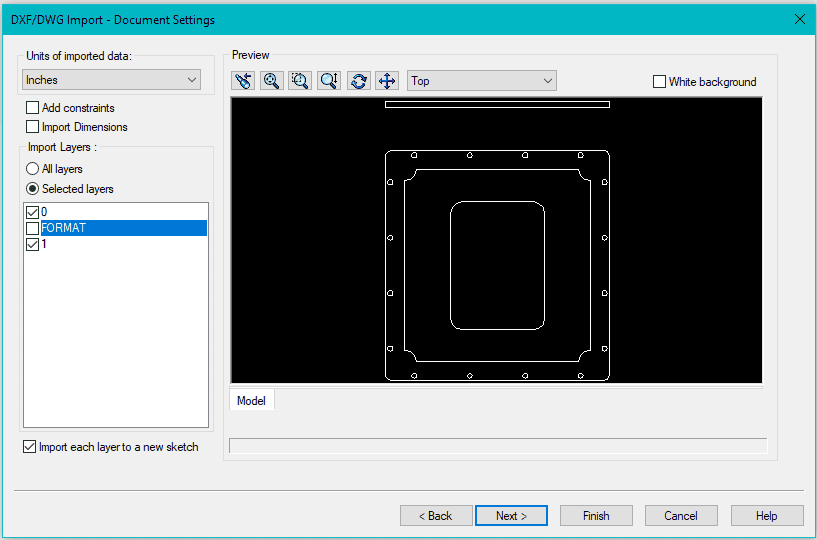 DXF/DWG Import - Document Settings
Units of imported data:
Inches
Add constraints
Import Dimensions
Import Layers :
All layers
Selected layers
0
FORMAT
1
Import each layer to a new sketch
Preview
Top
White background
Model
< Back
Next >
Finish
Cancel
Help